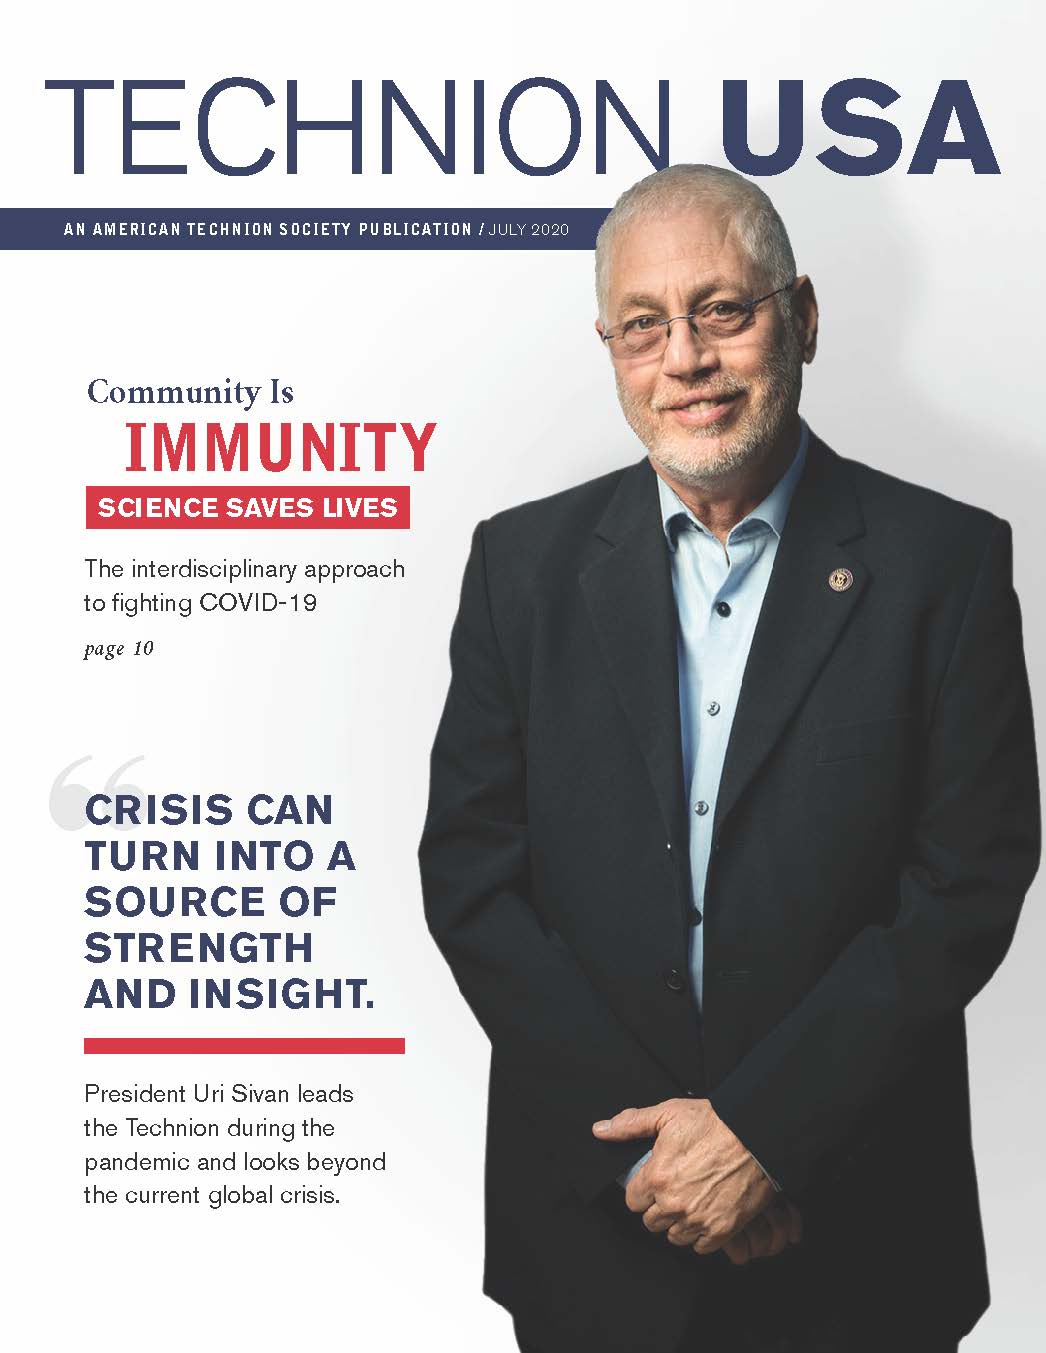 TECHNION USA
AN AMERICAN TECHNION SOCIETY PUBLICATION / JULY 2020
Community Is
IMMUNITY
SCIENCE SAVES LIVES
The interdisciplinary approach
to fighting COVID-19
page 10
“CRISIS CAN
TURN INTO A
SOURCE OF
STRENGTH
AND INSIGHT.
President Uri Sivan leads
the Technion during the
pandemic and looks beyond
the current global crisis.